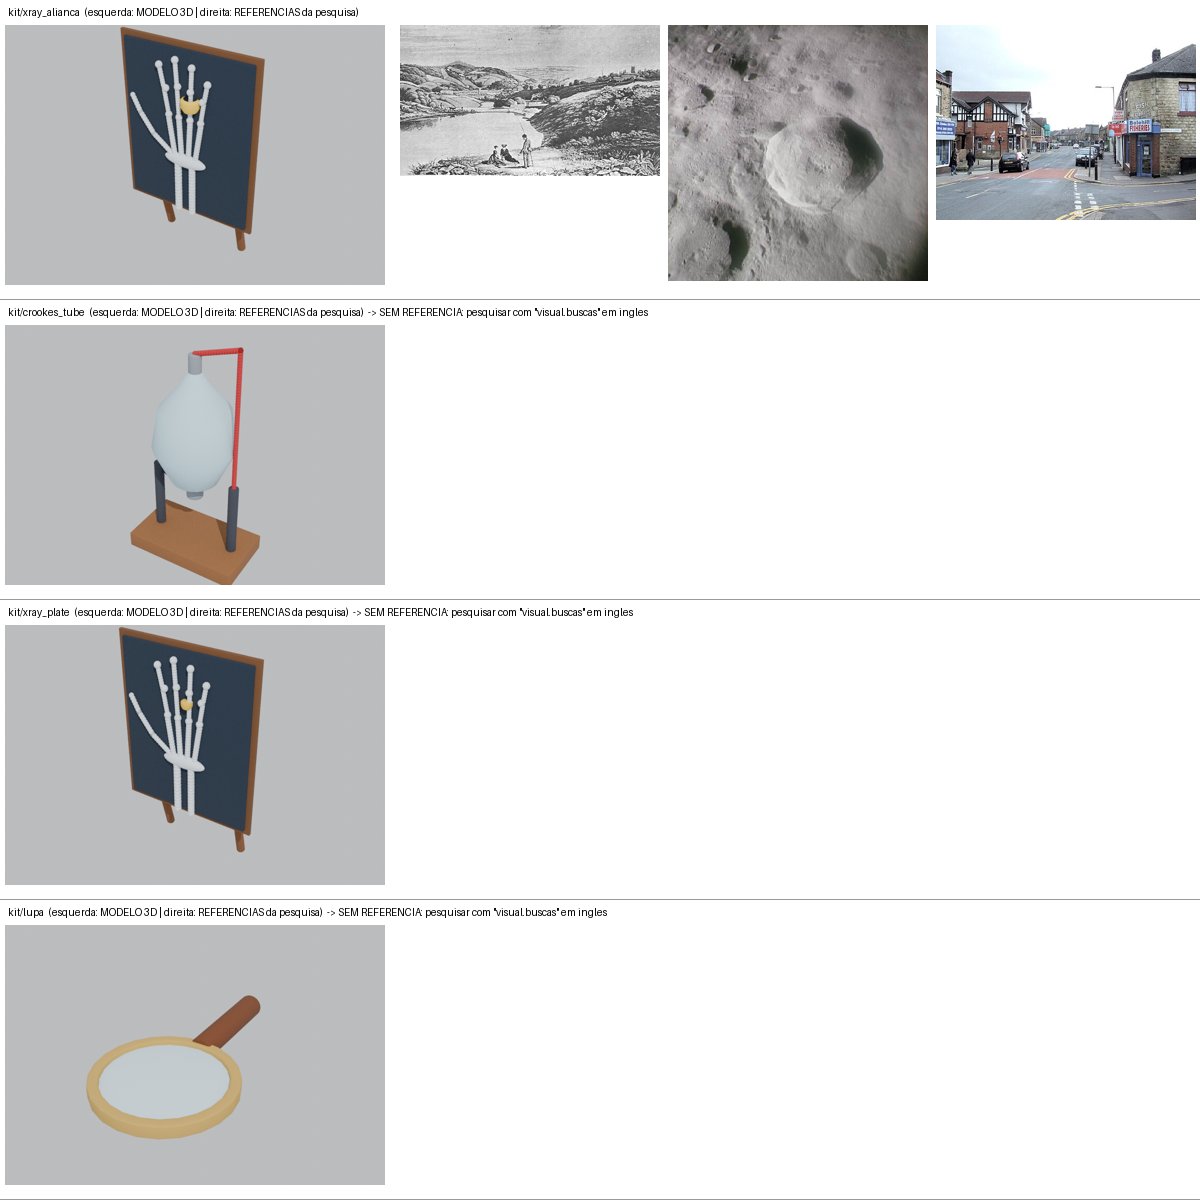 kit/xray_alianca (esquerda: MODELO 3D | direita: REFERENCIAS da pesquisa)
FISHERIES
kit/crookes_tube (esquerda: MODELO 3D | direita: REFERENCIAS da pesquisa) -> SEM REFERENCIA: pesquisar com "visual.buscas" em ingles
kit/xray_plate (esquerda: MODELO 3D | direita: REFERENCIAS da pesquisa) -> SEM REFERENCIA: pesquisar com "visual.buscas" em ingles
kit/lupa (esquerda: MODELO 3D | direita: REFERENCIAS da pesquisa) -> SEM REFERENCIA: pesquisar com "visual.buscas" em ingles